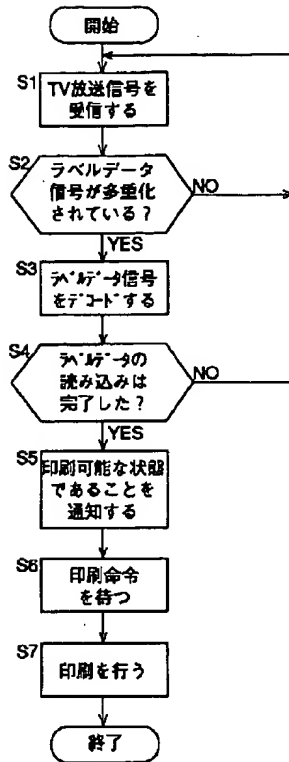 開始
S1
TV放送信号を
受信する
S2
ラベルデータ
信号が多重化
されている?
NO
YES
S3
ラベルデータ信号
をデコードする
S4
ラベルデータの
読み込みは
完了した?
NO
YES
S5
印刷可能な状態
であることを
通知する
S6
印刷命令
を待つ
S7
印刷を行う
終了